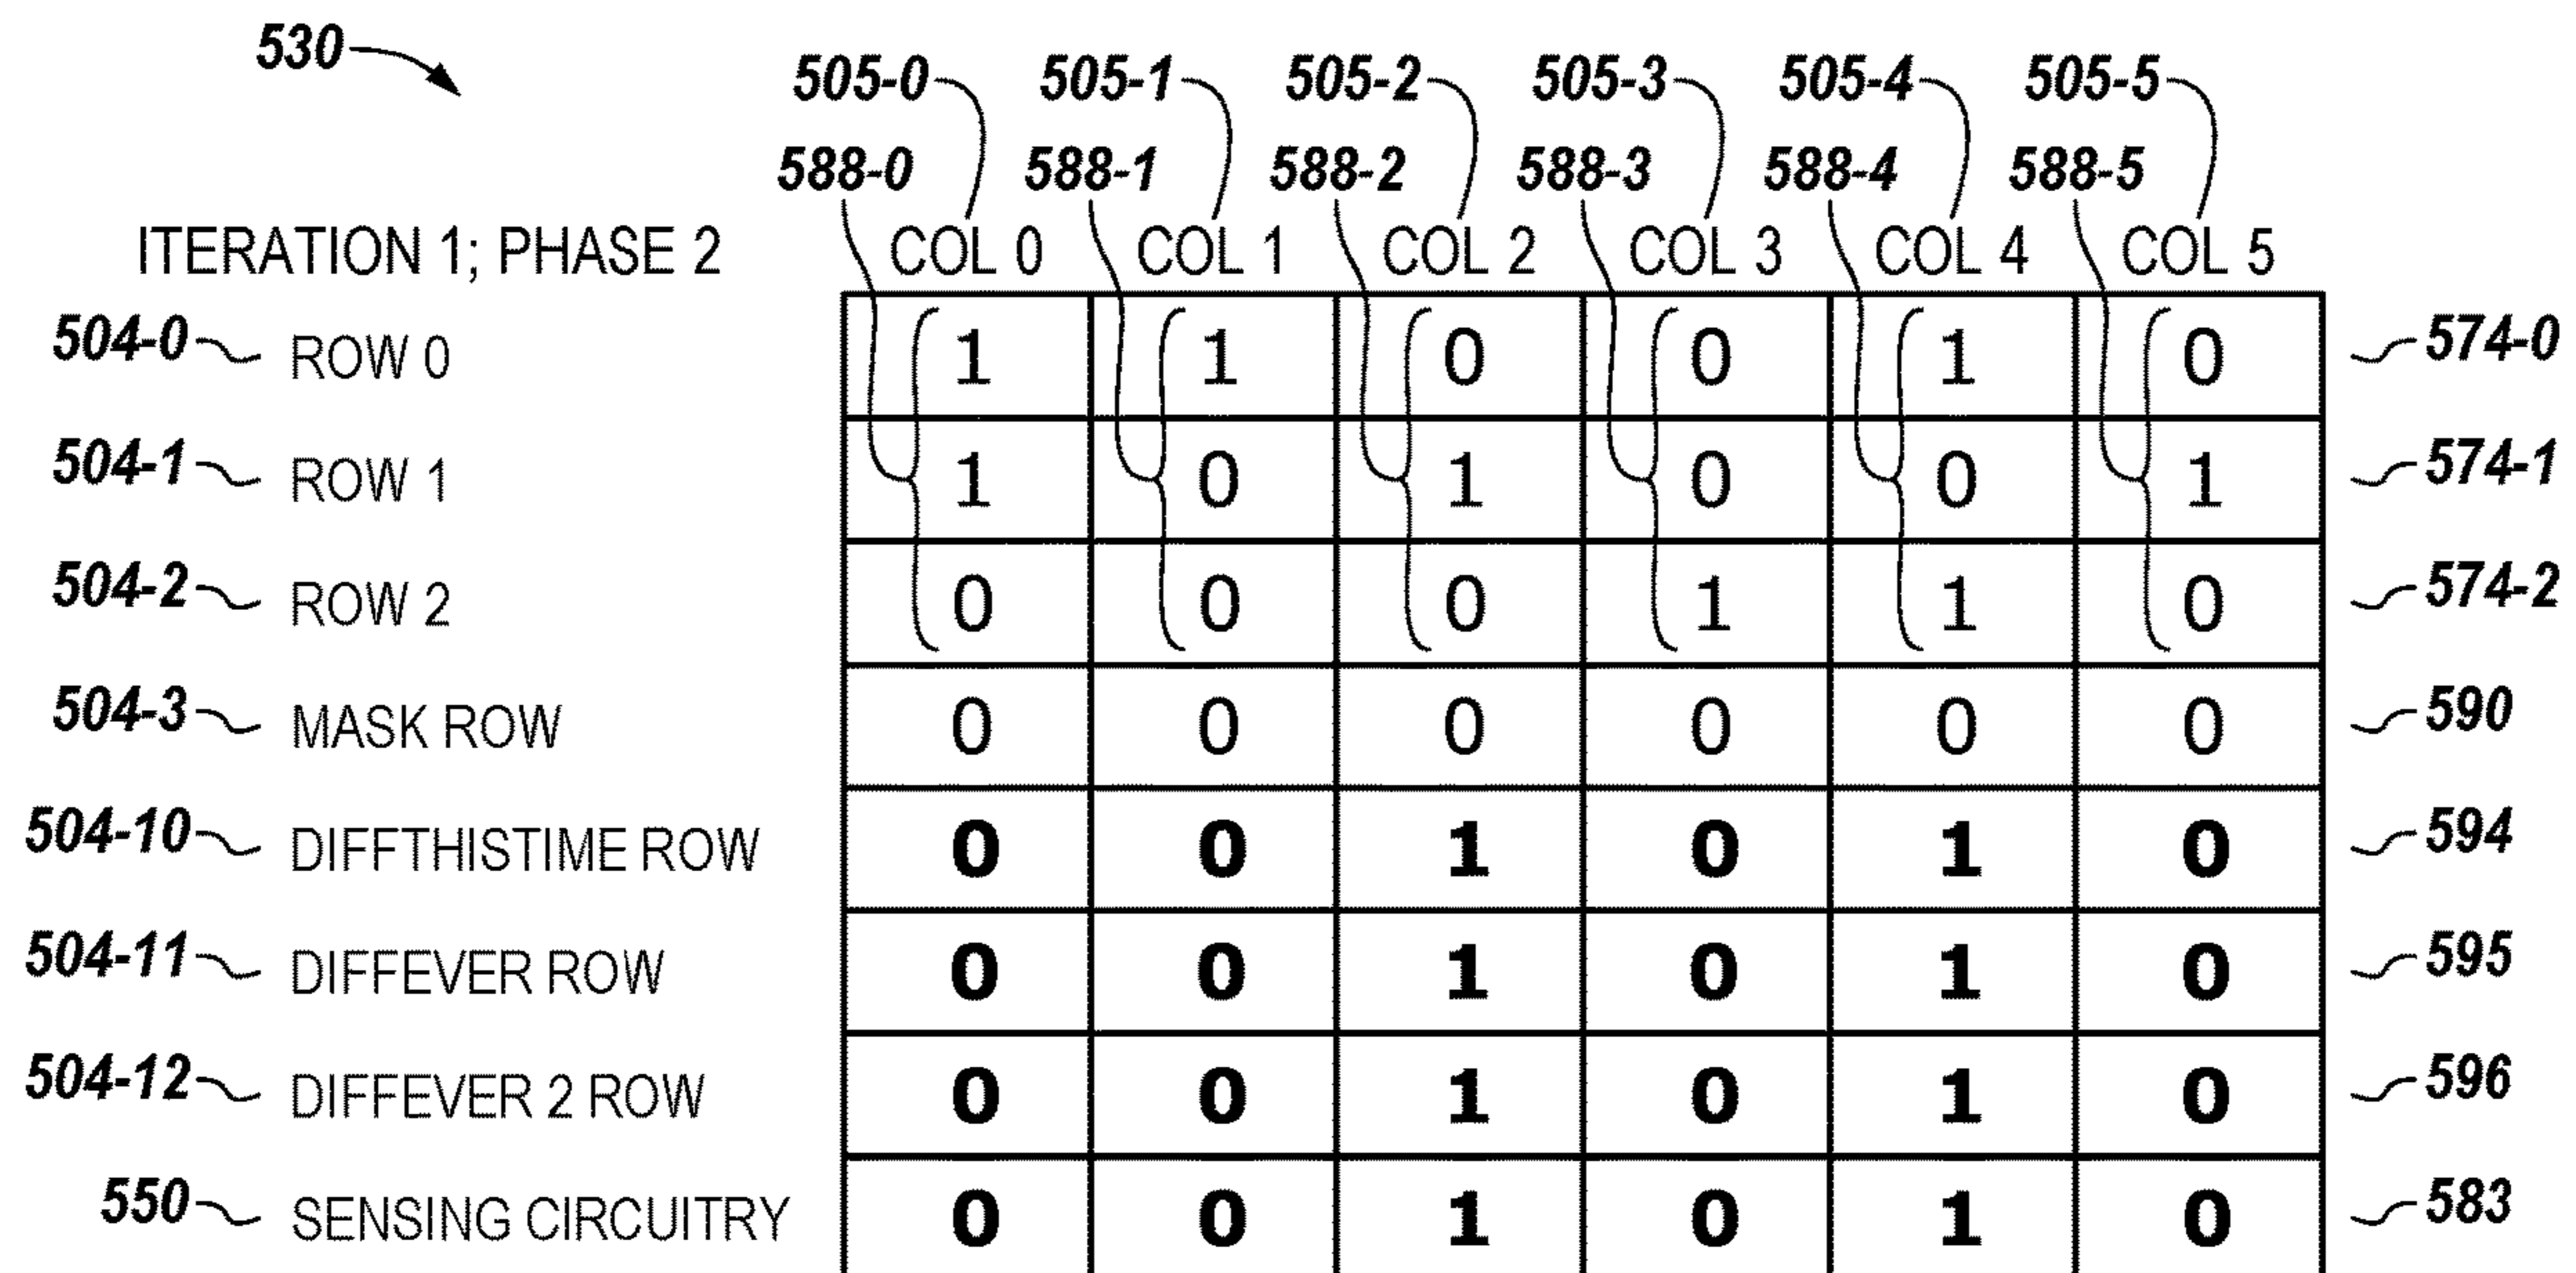 530
505-0 505-1 505-2 505-3 505-4 505-5
588-0 588-1 588-2 588-3 588-4 588-5
ITERATION 1; PHASE 2 COL 0 COL 1 COL 2 COL 3 COL 4 COL 5
504-0 ROW 0 1 1 0 0 1 0 574-0
504-1 ROW 1 1 0 1 0 0 1 574-1
504-2 ROW 2 0 0 0 1 1 0 574-2
504-3 MASK ROW 0 0 0 0 0 0 590
504-10 DIFFTHISTIME ROW 0 0 1 0 1 0 594
504-11 DIFFEVER ROW 0 0 1 0 1 0 595
504-12 DIFFEVER 2 ROW 0 0 1 0 1 0 596
550 SENSING CIRCUITRY 0 0 1 0 1 0 583